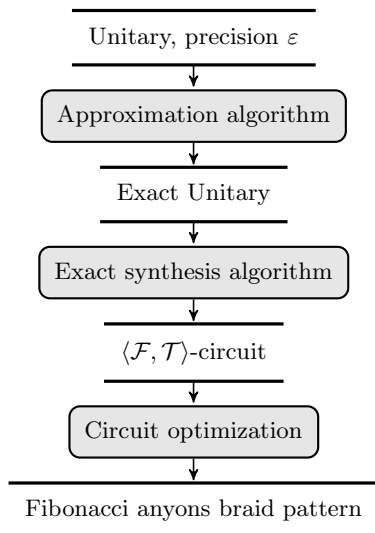 Unitary, precision ε
Approximation algorithm
Exact Unitary
Exact synthesis algorithm
⟨ℱ, 𝒯⟩-circuit
Circuit optimization
Fibonacci anyons braid pattern